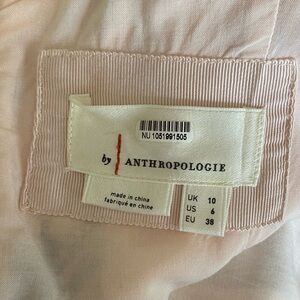 NU1051991505
by ANTHROPOLOGIE
made in china
fabriqué en chine
UK 10
US 6
EU 38